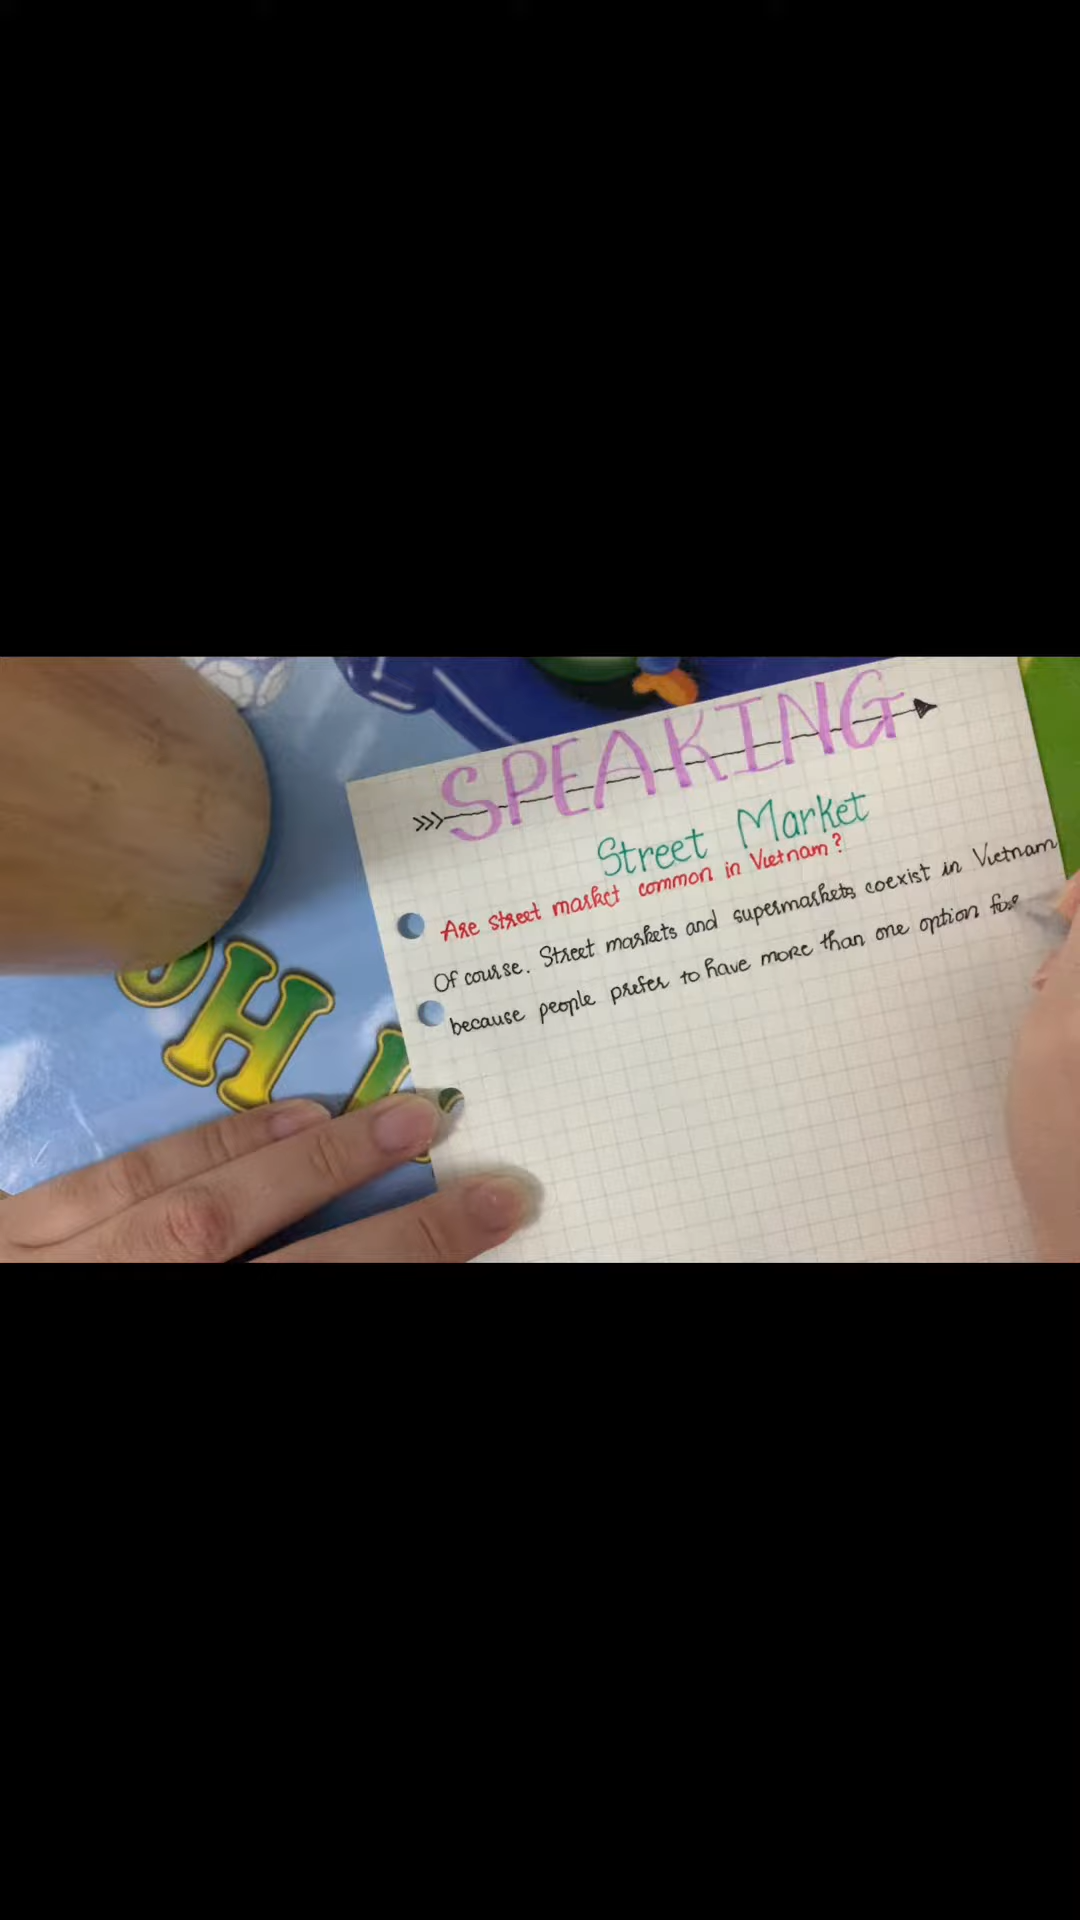 SPEAKING
Street Market
Are street market common in Vietnam?
Of course. Street markets and supermarkets coexist in Vietnam
because people prefer to have more than one option for
OH